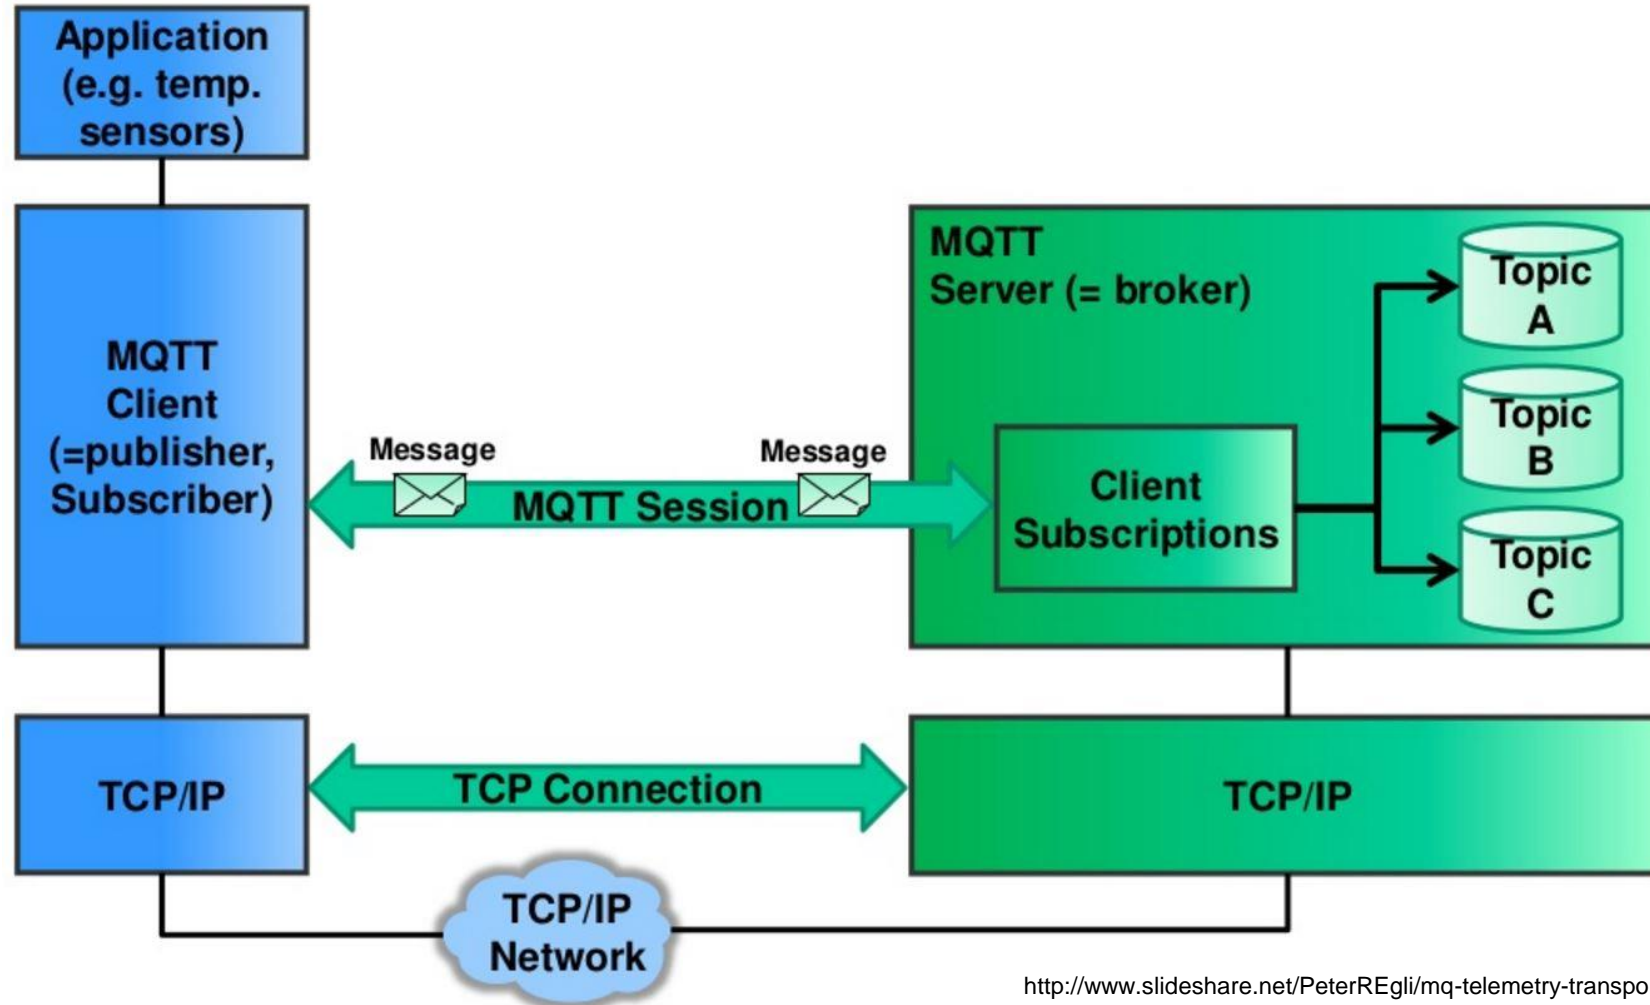 Application
(e.g. temp.
sensors)
MQTT
Client
(=publisher,
Subscriber)
Message
Message
MQTT Session
MQTT
Server (= broker)
Client
Subscriptions
Topic
A
Topic
B
Topic
C
TCP/IP
TCP Connection
TCP/IP
TCP/IP
Network
http://www.slideshare.net/PeterREgli/mq-telemetry-transpo